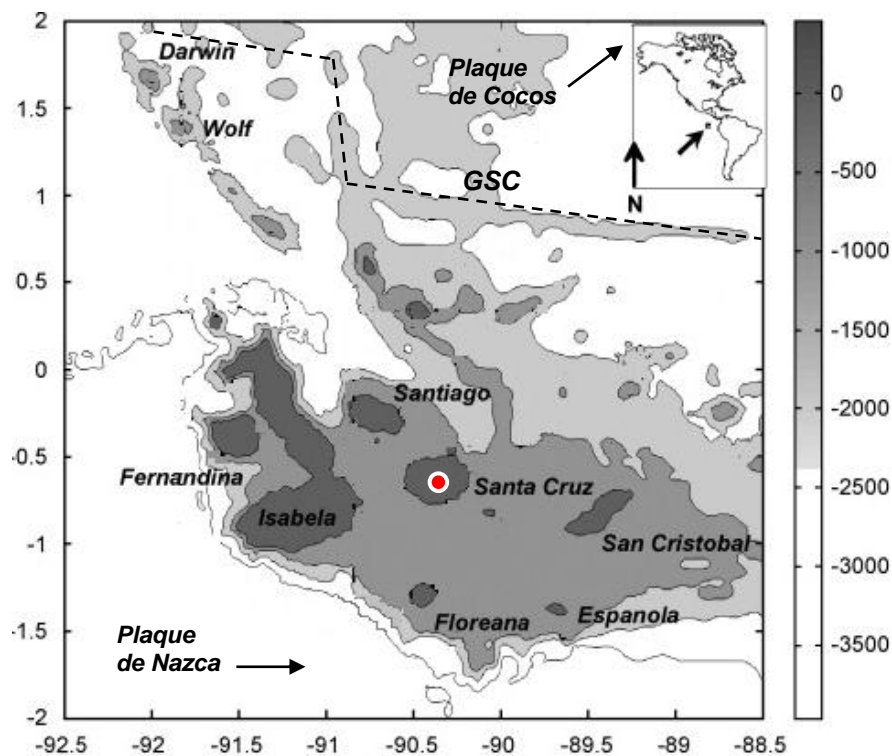 2
1.5
1
0.5
0
-0.5
-1
-1.5
-2
-92.5
-92
-91.5
-91
-90.5
-90
-89.5
-89
-88.5
Darwin
Wolf
Plaque
de Cocos
N
GSC
Santiago
Fernandina
Isabela
Santa Cruz
San Cristobal
Floreana
Espanola
Plaque
de Nazca
0
-500
-1000
-1500
-2000
-2500
-3000
-3500